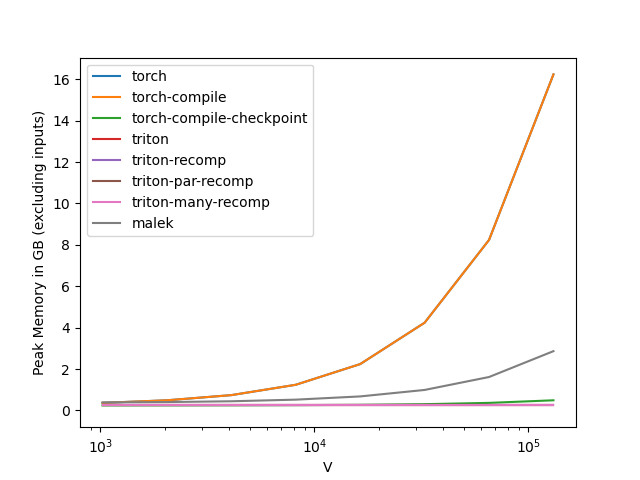 torch
torch-compile
torch-compile-checkpoint
triton
triton-recomp
triton-par-recomp
triton-many-recomp
malek
Peak Memory in GB (excluding inputs)
16
14
12
10
8
6
4
2
0
10³ 10⁴ 10⁵
V